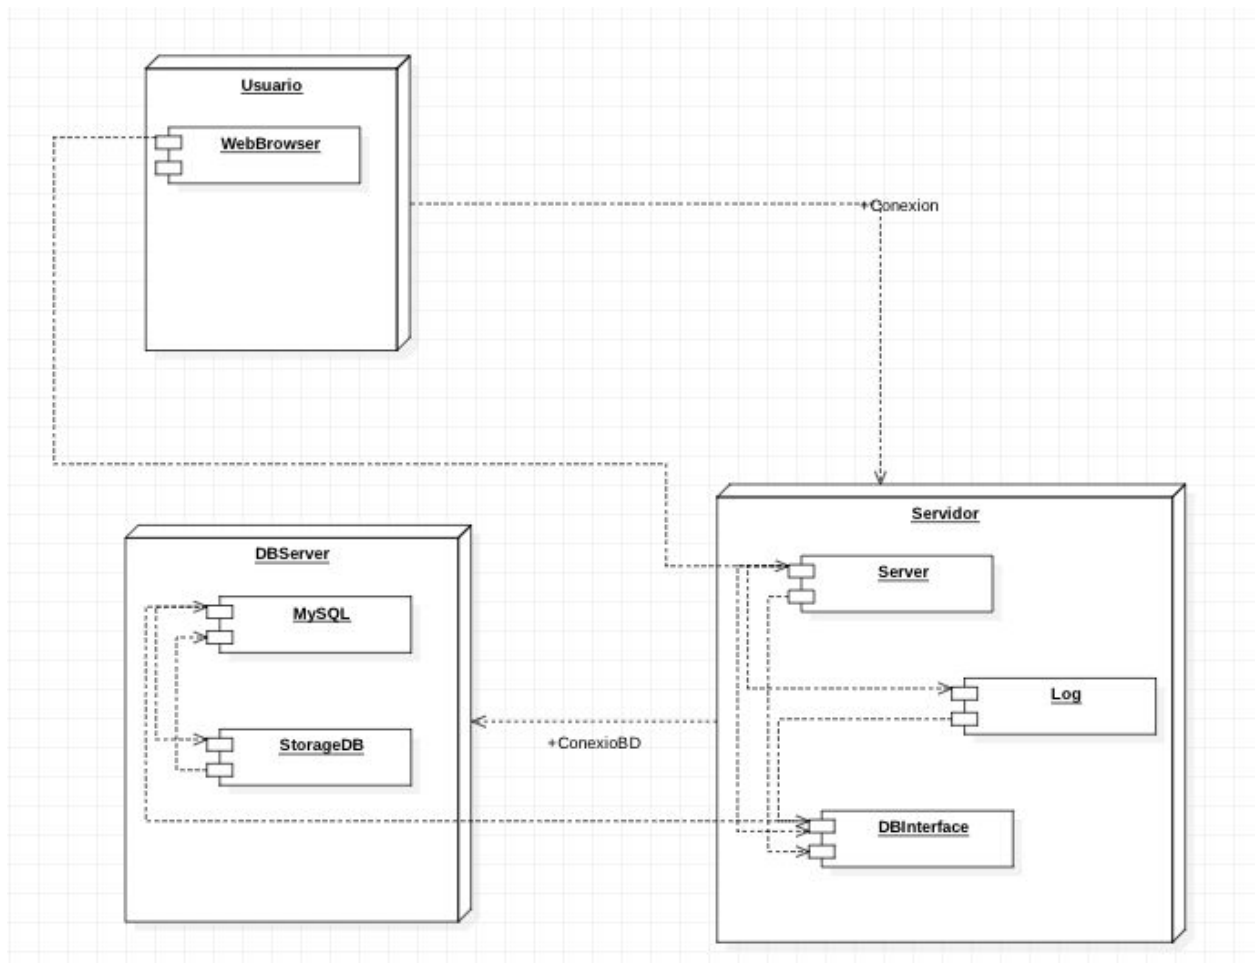 Usuario
WebBrowser
+Conexion
Servidor
Server
DBServer
MySQL
Log
+ConexioBD
StorageDB
DBInterface